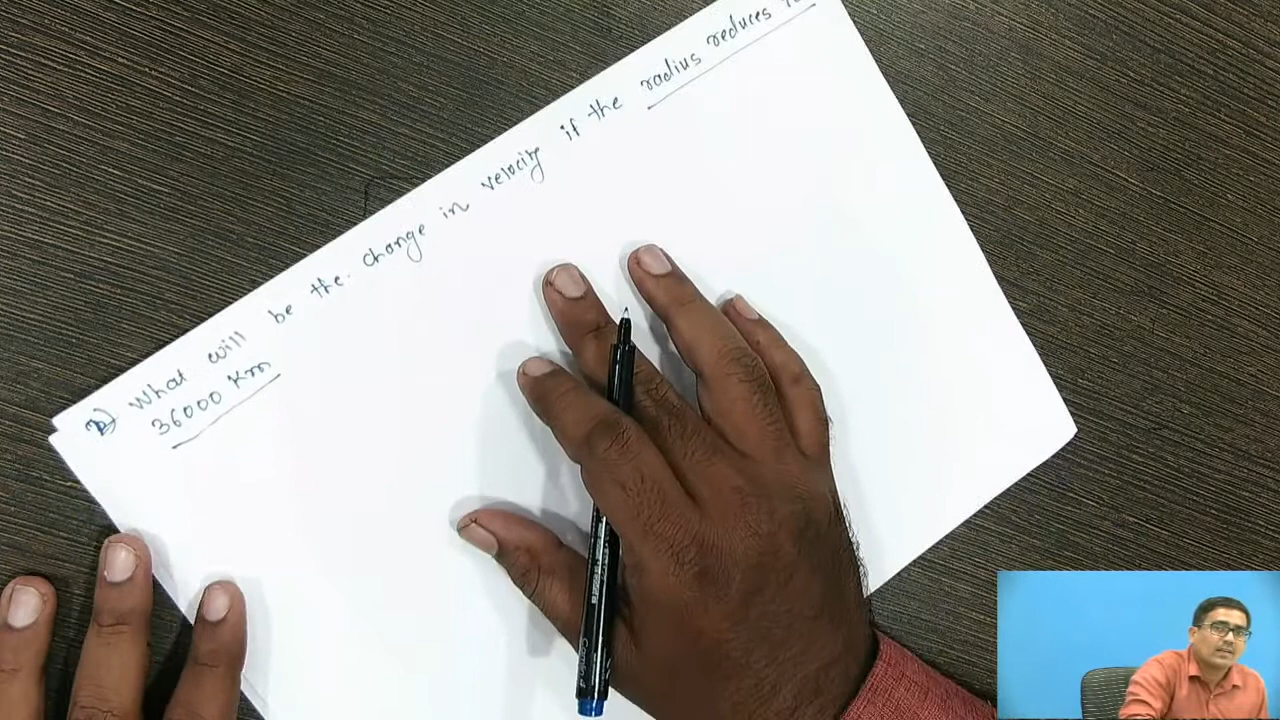 What will be the change in velocity if the radius reduces
36000 Km